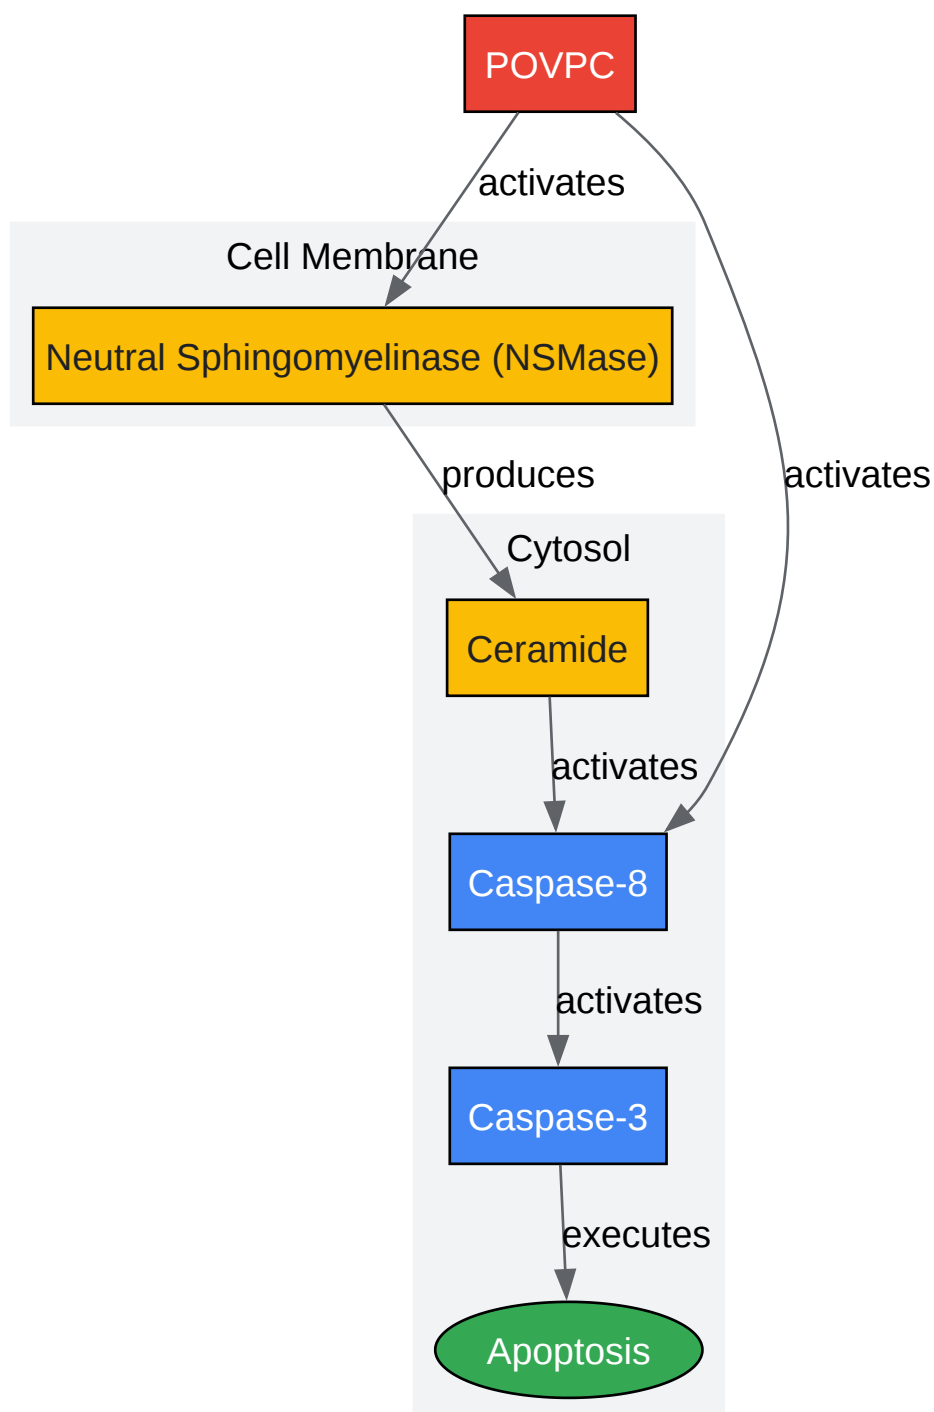 POVPC
activates
Cell Membrane
Neutral Sphingomyelinase (NSMase)
produces
activates
Cytosol
Ceramide
activates
Caspase-8
activates
Caspase-3
executes
Apoptosis